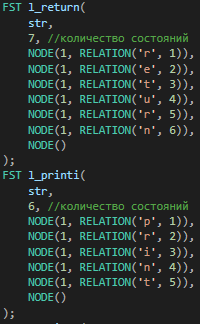 FST l_return(
str,
7, //количество состояний
NODE(1, RELATION('r', 1)),
NODE(1, RELATION('e', 2)),
NODE(1, RELATION('t', 3)),
NODE(1, RELATION('u', 4)),
NODE(1, RELATION('r', 5)),
NODE(1, RELATION('n', 6)),
NODE()
);
FST l_printi(
str,
6, //количество состояний
NODE(1, RELATION('p', 1)),
NODE(1, RELATION('r', 2)),
NODE(1, RELATION('i', 3)),
NODE(1, RELATION('n', 4)),
NODE(1, RELATION('t', 5)),
NODE()
);